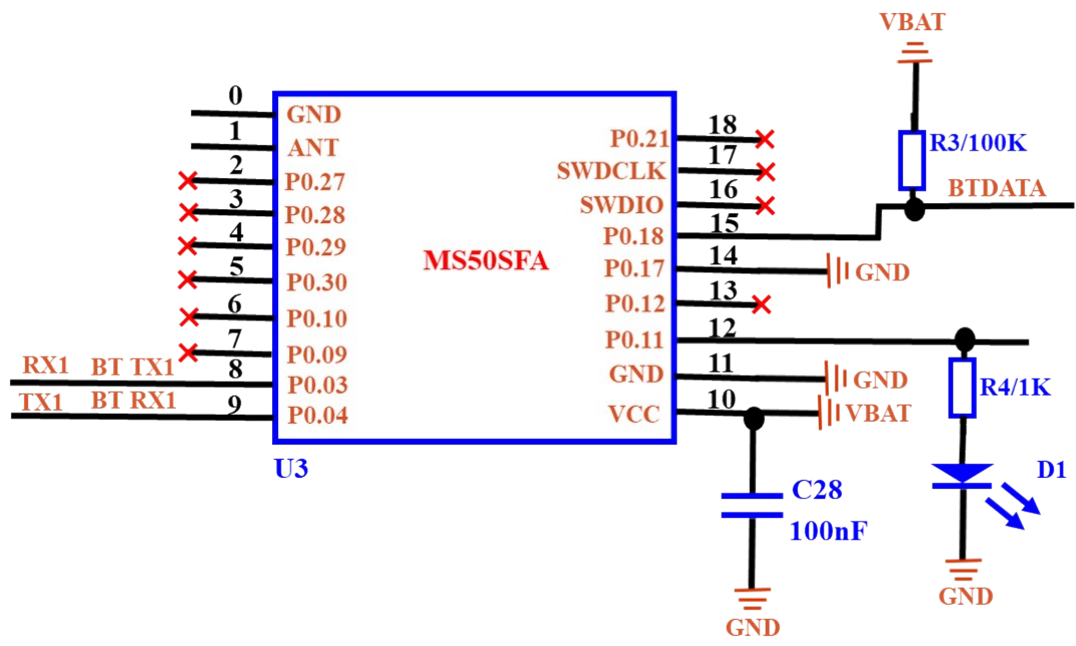 VBAT
R3/100K
BTDATA
0
GND
1
ANT
2
P0.27
3
P0.28
4
P0.29
5
P0.30
6
P0.10
7
P0.09
RX1 BT TX1 8
P0.03
TX1 BT RX1 9
P0.04
MS50SFA
U3
P0.21 18
SWDCLK 17
SWDIO 16
P0.18 15
P0.17 14 GND
P0.12 13
P0.11 12
GND 11 GND
VCC 10 VBAT
R4/1K
D1
C28
100nF
GND
GND